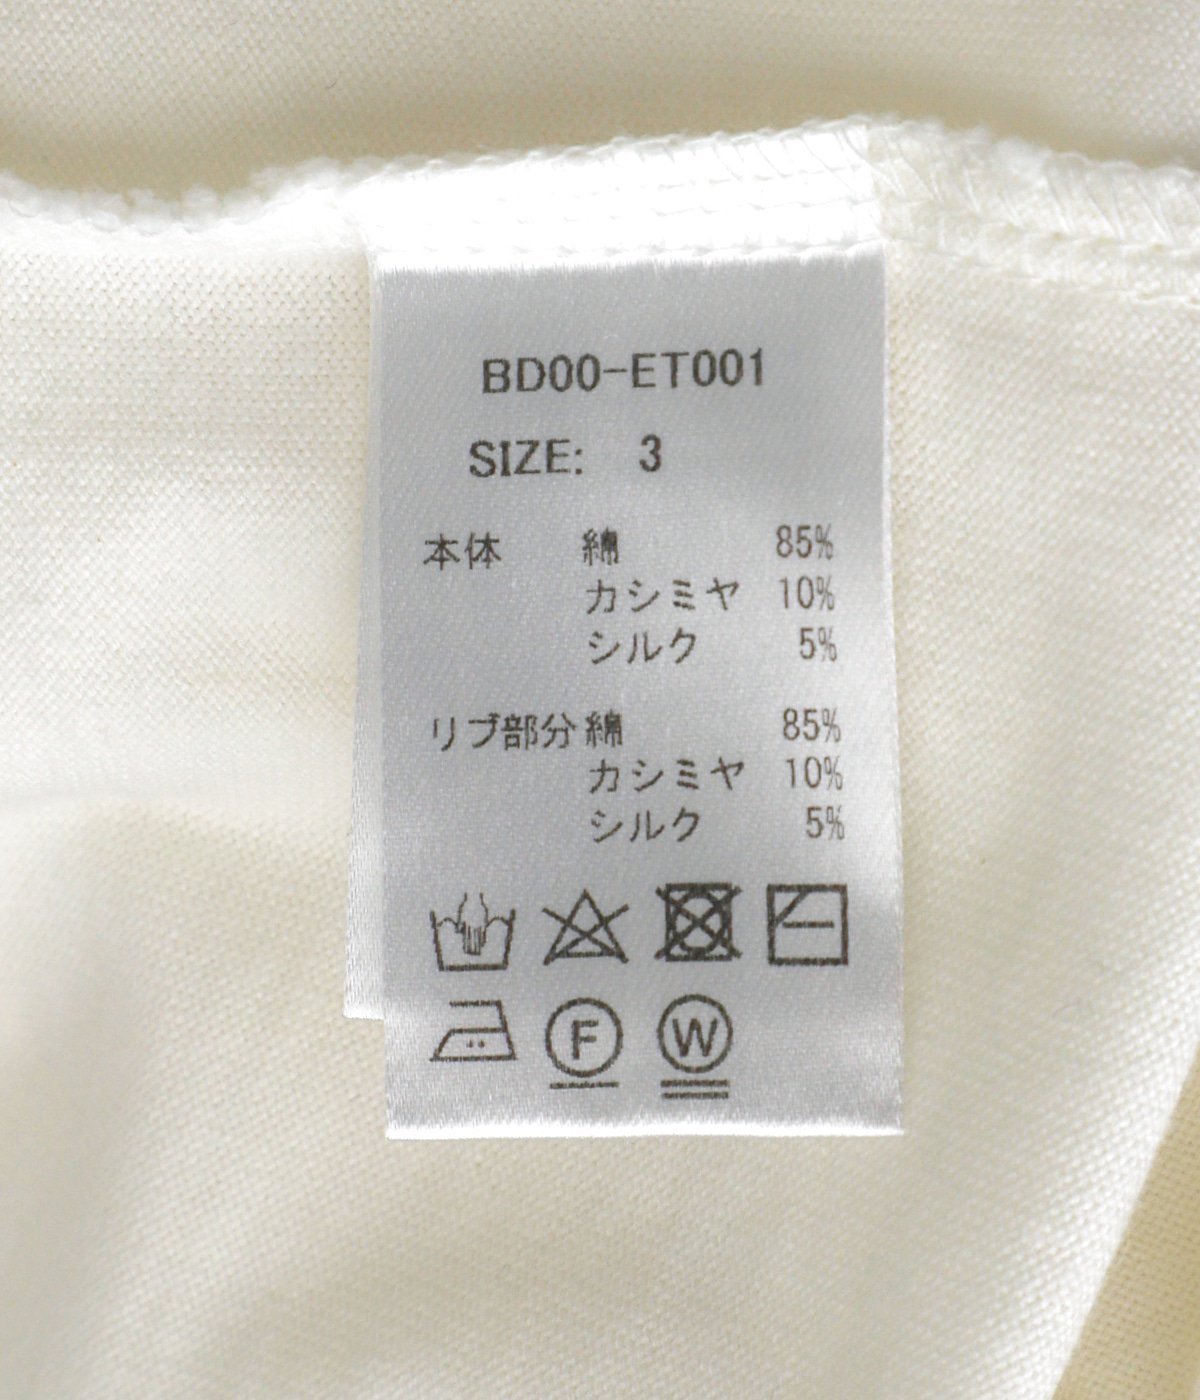 BD00-ET001
SIZE: 3
本体 綿 85%
カシミヤ 10%
シルク 5%
リブ部分 綿 85%
カシミヤ 10%
シルク 5%
F W